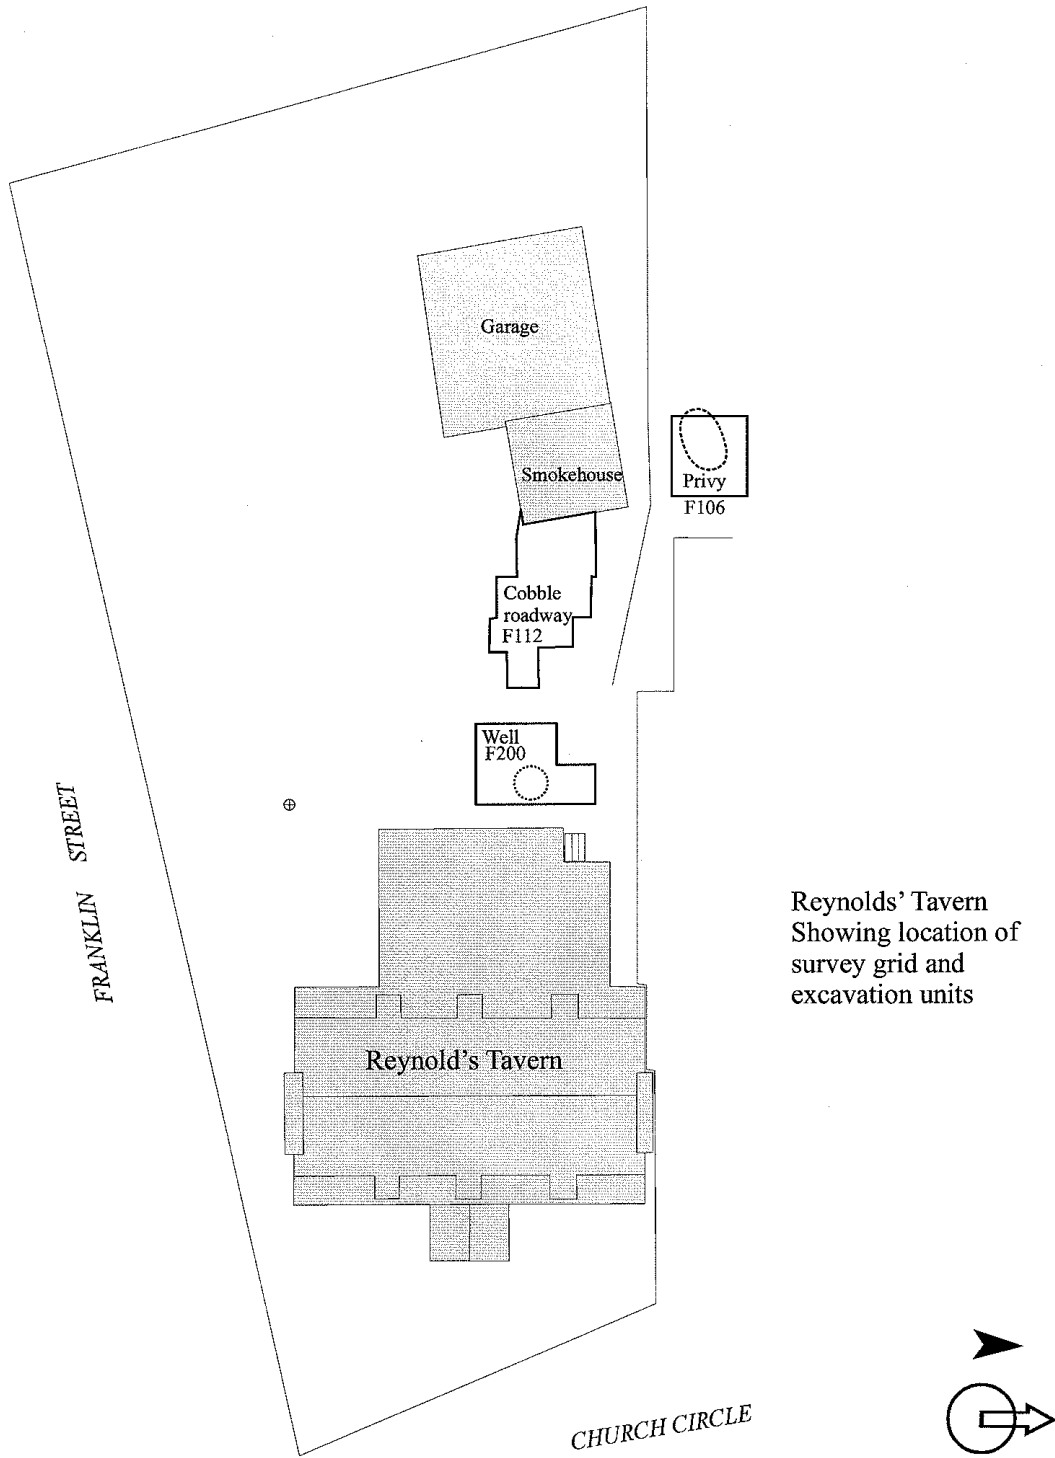 Garage
Smokehouse
Privy
F106
Cobble
roadway
F112
Well
F200
FRANKLIN STREET
Reynolds' Tavern
Showing location of
survey grid and
excavation units
Reynold's Tavern
CHURCH CIRCLE